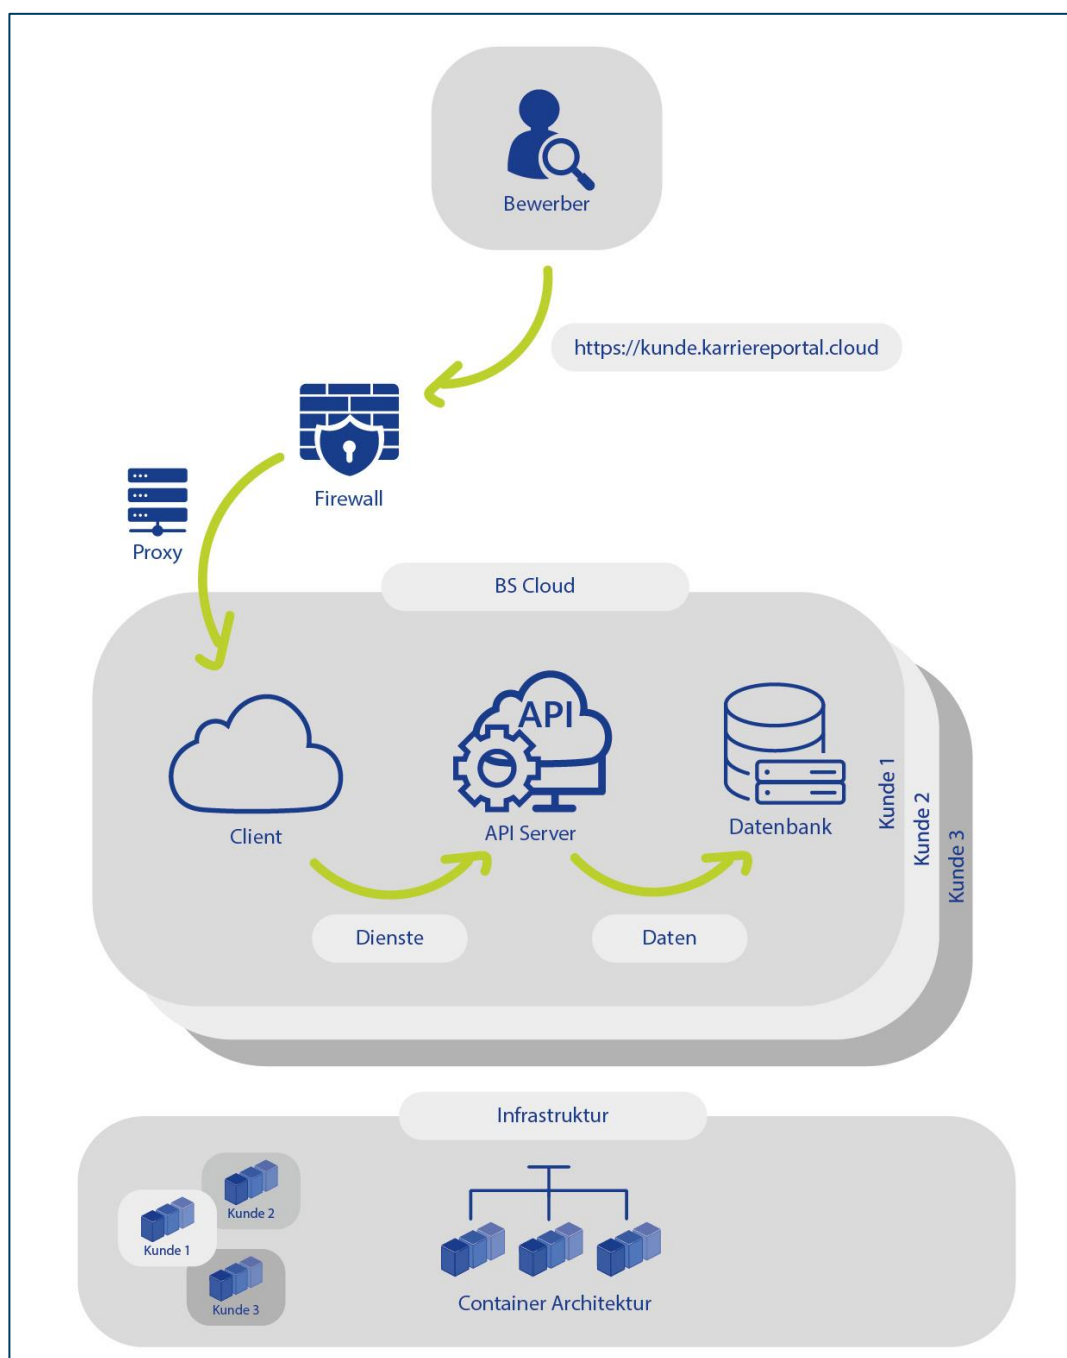 Bewerber
https://kunde.karriereportal.cloud
Firewall
Proxy
BS Cloud
API
Client
API Server
Datenbank
Kunde 1
Kunde 2
Kunde 3
Dienste
Daten
Infrastruktur
Kunde 2
Kunde 1
Kunde 3
Container Architektur